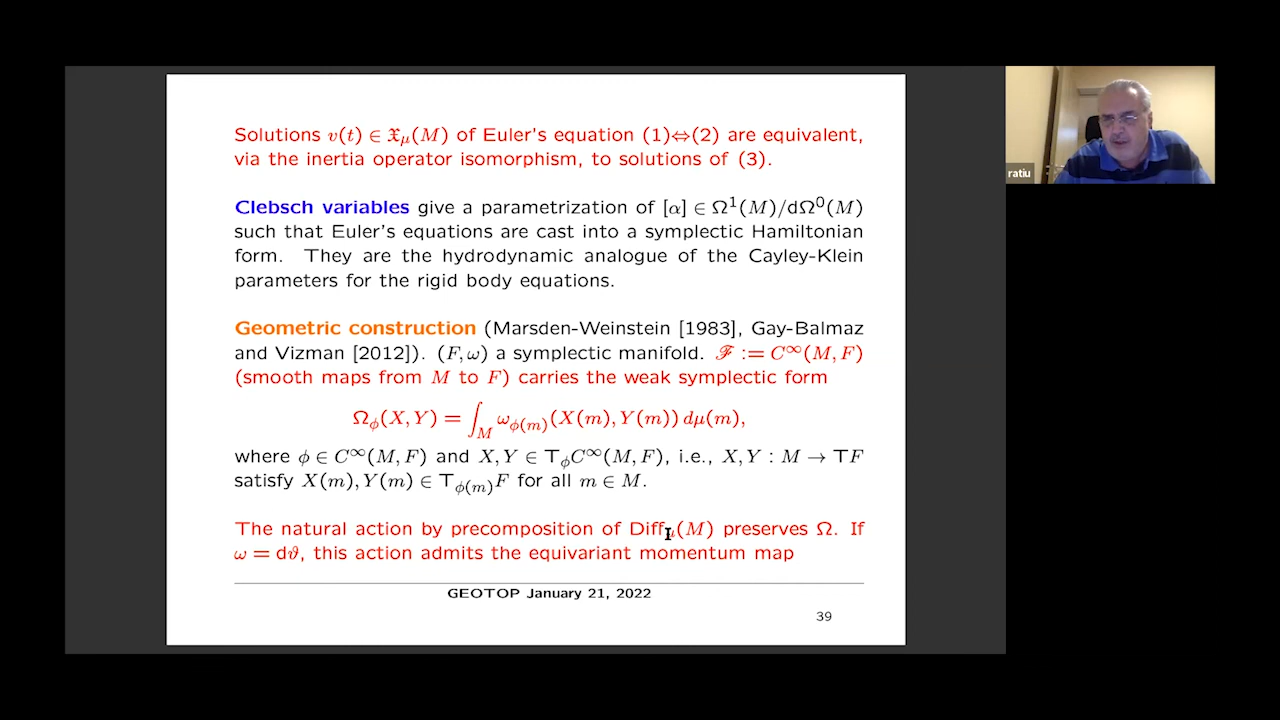 Solutions v(t) ∈ 𝔛_μ(M) of Euler's equation (1)⇔(2) are equivalent,
via the inertia operator isomorphism, to solutions of (3).
ratiu
Clebsch variables give a parametrization of [α] ∈ Ω¹(M)/dΩ⁰(M)
such that Euler's equations are cast into a symplectic Hamiltonian
form. They are the hydrodynamic analogue of the Cayley-Klein
parameters for the rigid body equations.
Geometric construction (Marsden-Weinstein [1983], Gay-Balmaz
and Vizman [2012]). (F, ω) a symplectic manifold. ℱ := C^∞(M, F)
(smooth maps from M to F) carries the weak symplectic form
Ω_ϕ(X, Y) = ∫_M ω_ϕ(m)(X(m), Y(m)) dμ(m),
where ϕ ∈ C^∞(M, F) and X, Y ∈ T_ϕC^∞(M, F), i.e., X, Y : M → TF
satisfy X(m), Y(m) ∈ T_ϕ(m)F for all m ∈ M.
The natural action by precomposition of Diff_μ(M) preserves Ω. If
ω = dϑ, this action admits the equivariant momentum map
GEOTOP January 21, 2022
39